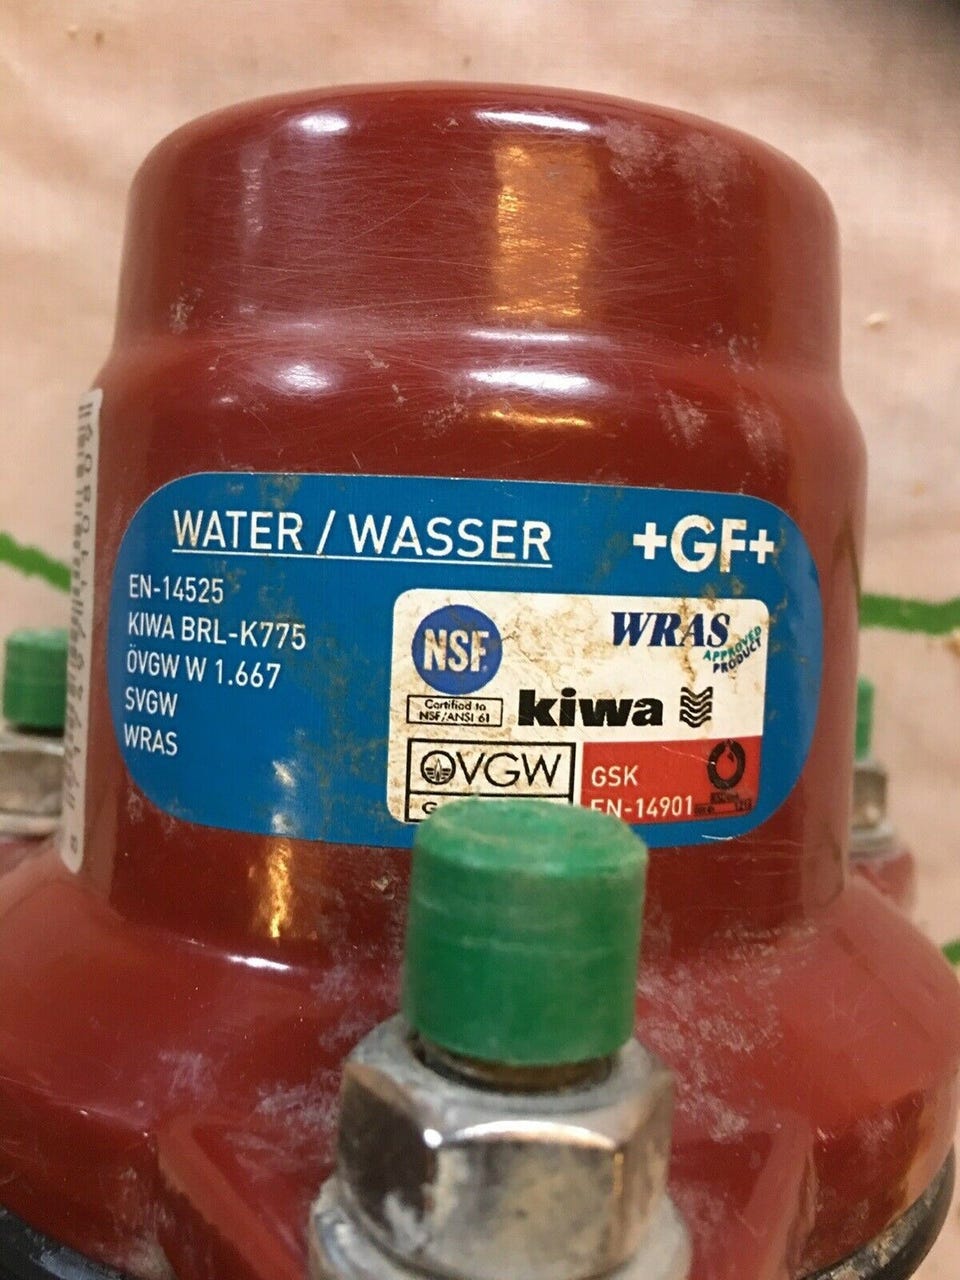 WATER / WASSER
+GF+
EN-14525
KIWA BRL-K775
ÖVGW W 1.667
SVGW
WRAS
NSF.
Certified to
NSF/ANSI 61
WRAS
APPROVED
PRODUCT
kiwa
ÖVGW
GSK
EN-14901